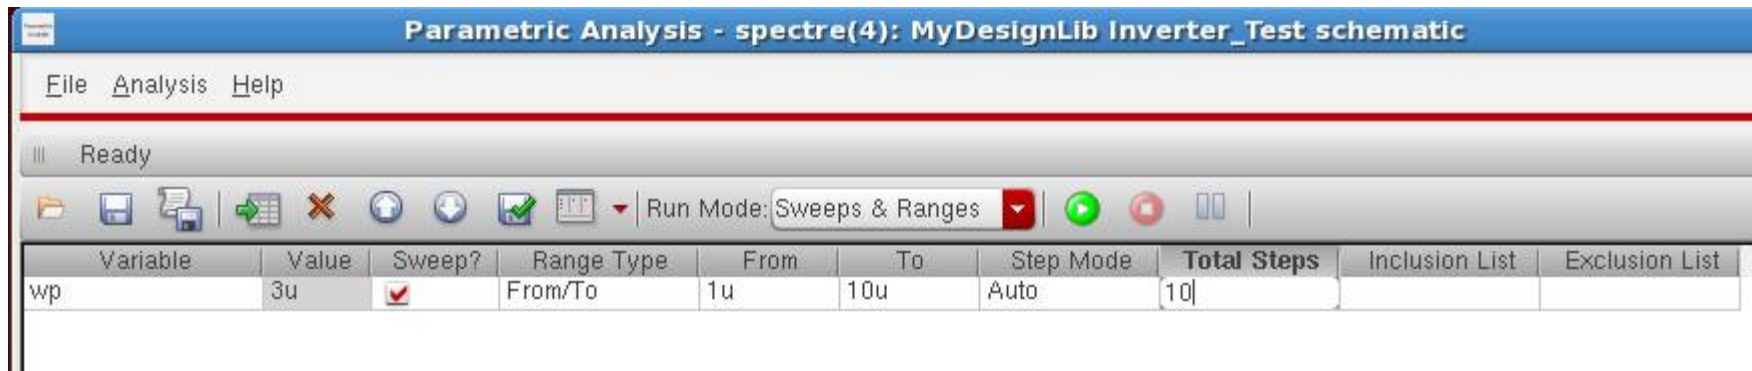 Parametric Analysis - spectre(4): MyDesignLib Inverter_Test schematic
File Analysis Help
Ready
Run Mode: Sweeps & Ranges
Variable Value Sweep? Range Type From To Step Mode Total Steps Inclusion List Exclusion List
wp 3u From/To 1u 10u Auto 10